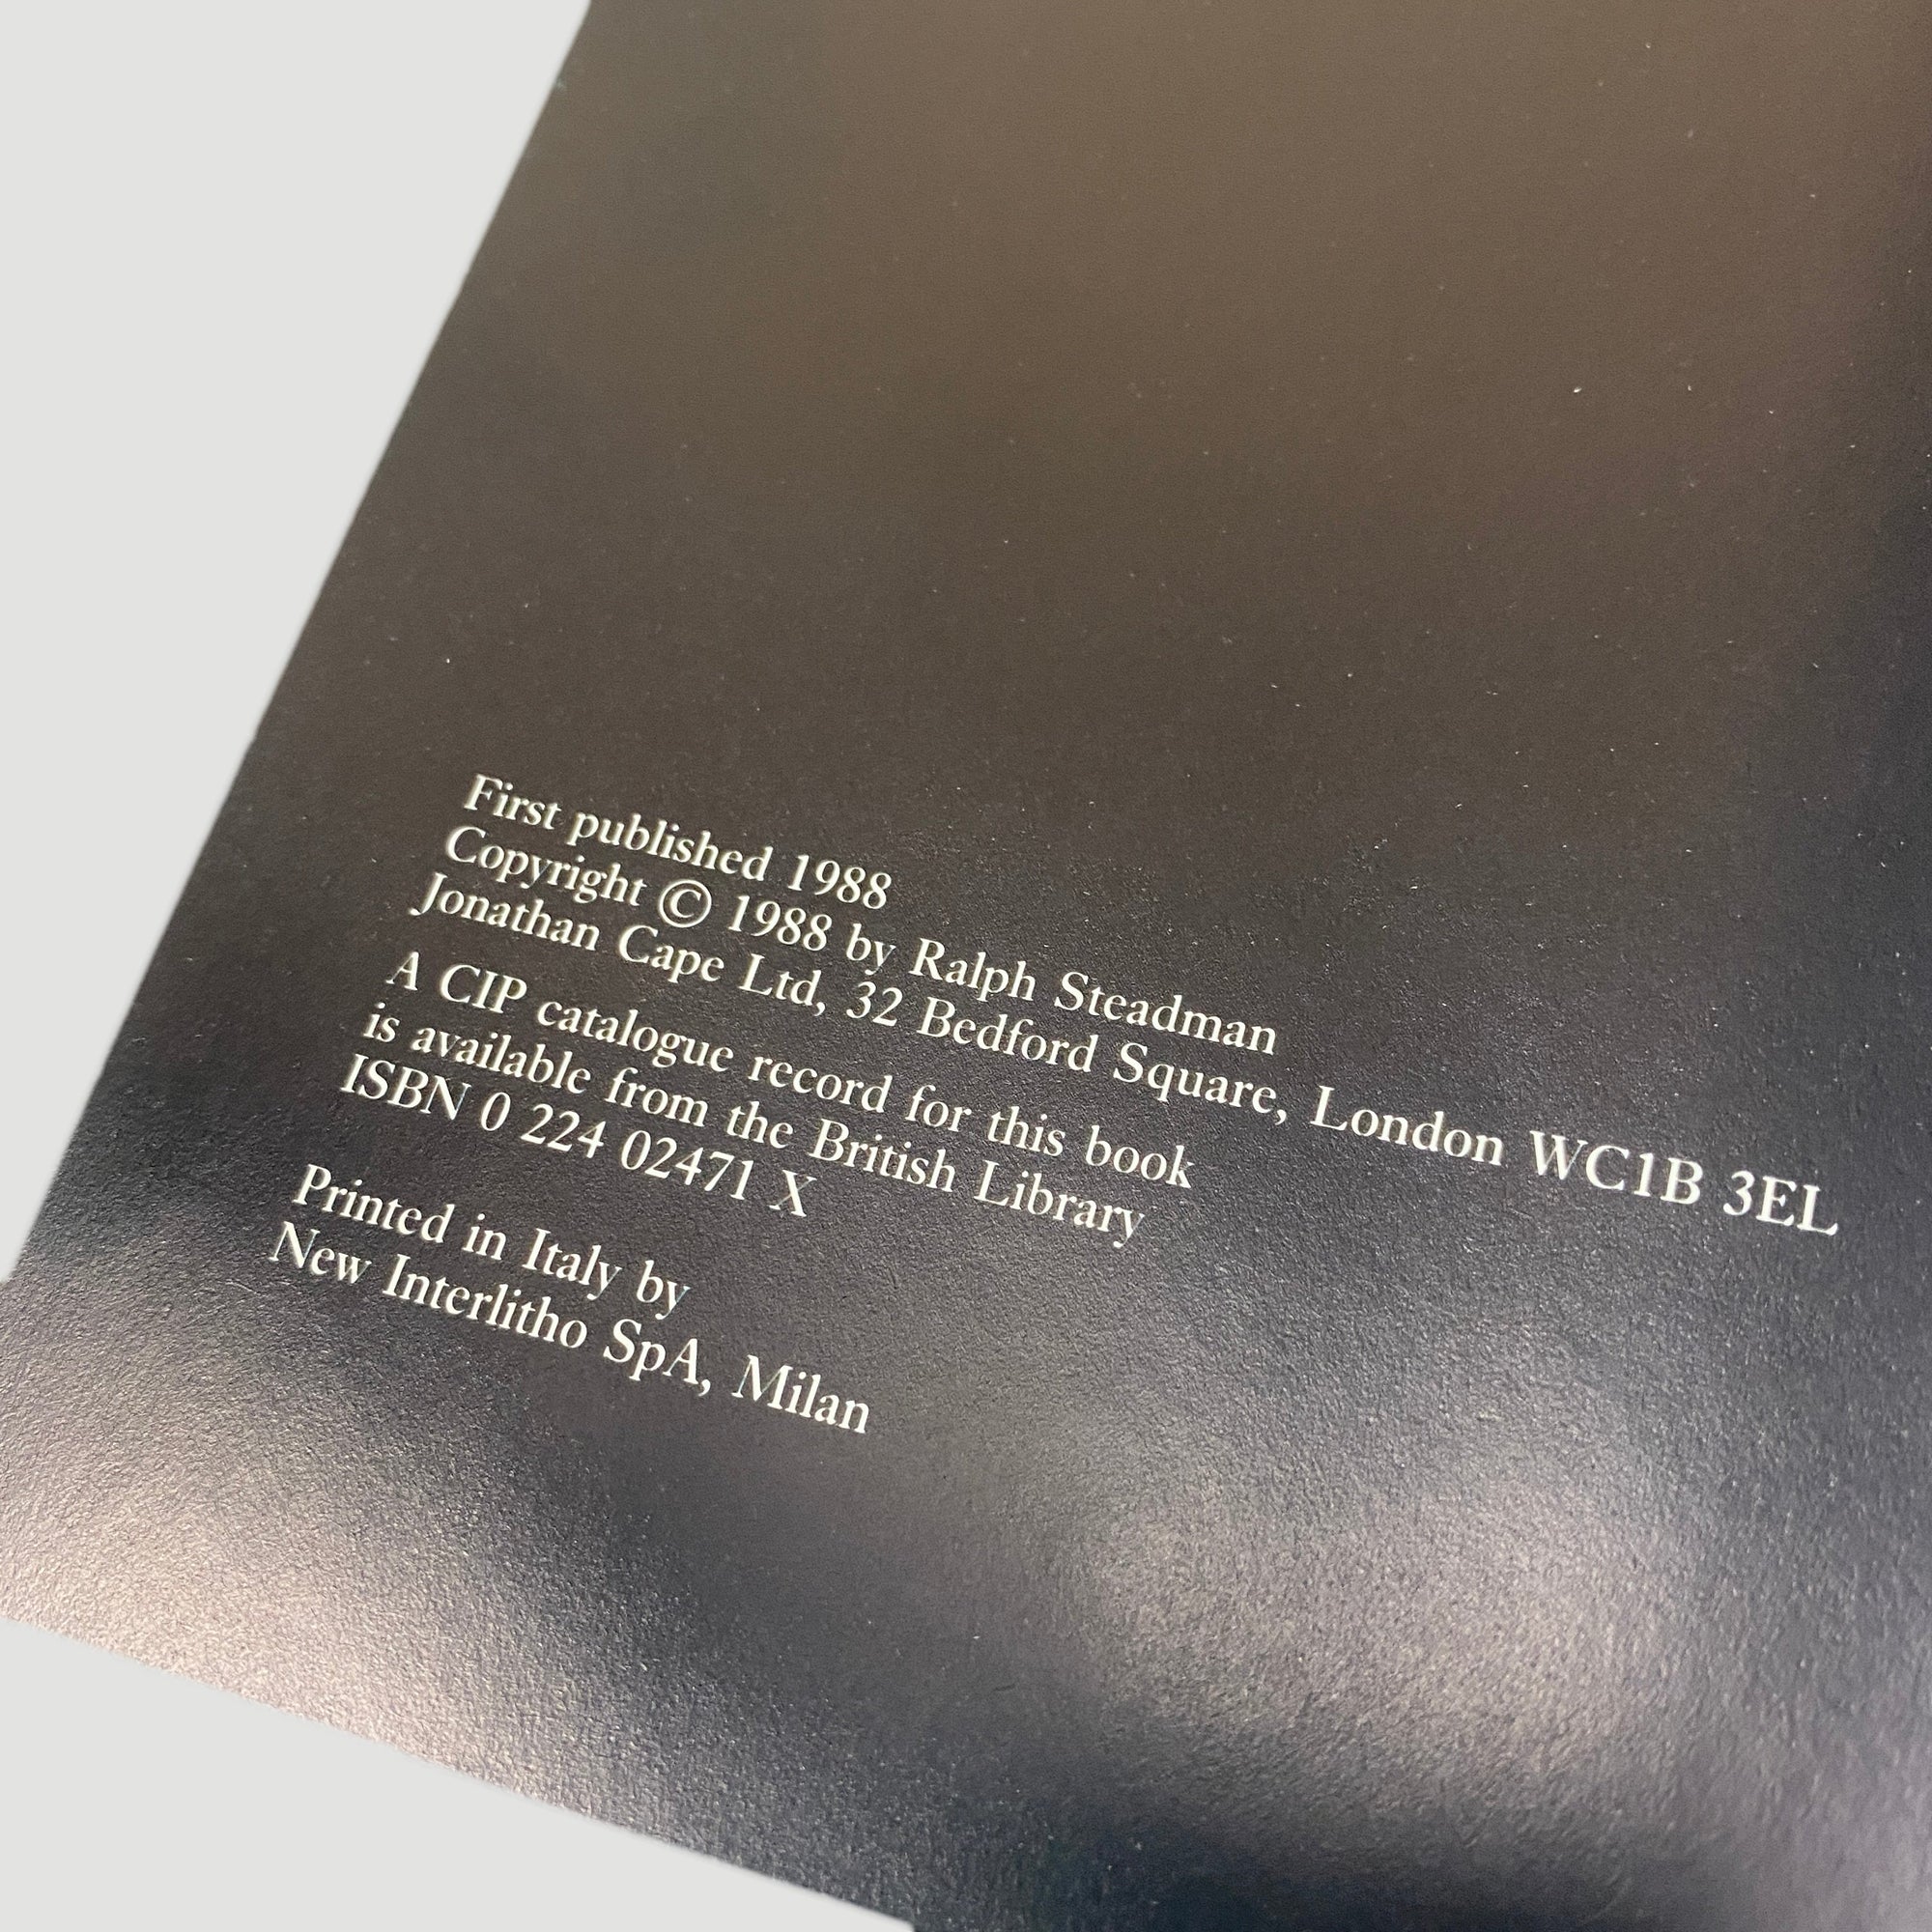 First published 1988
Copyright © 1988 by Ralph Steadman
Jonathan Cape Ltd, 32 Bedford Square, London WC1B 3EL
A CIP catalogue record for this book
is available from the British Library
ISBN 0 224 02471 X
Printed in Italy by
New Interlitho SpA, Milan